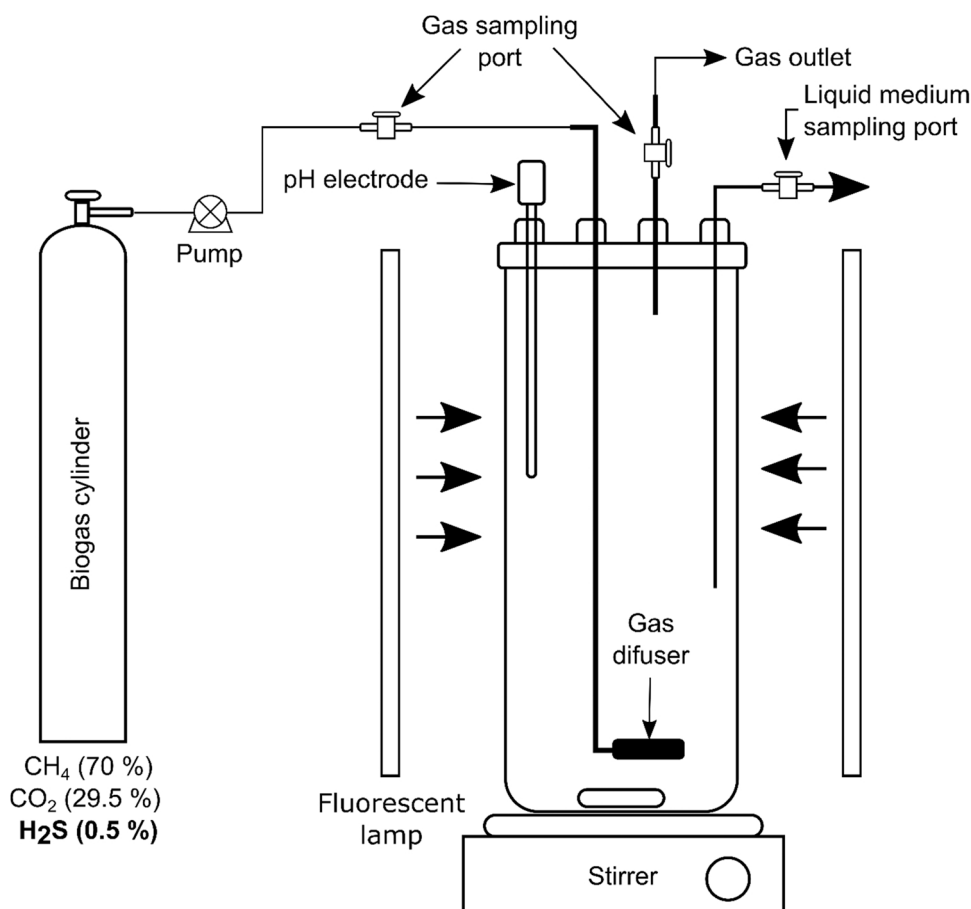 Gas sampling
port
Gas outlet
Liquid medium
sampling port
pH electrode
Pump
Biogas cylinder
Gas
difuser
CH₄ (70 %)
CO₂ (29.5 %)
H₂S (0.5 %)
Fluorescent
lamp
Stirrer